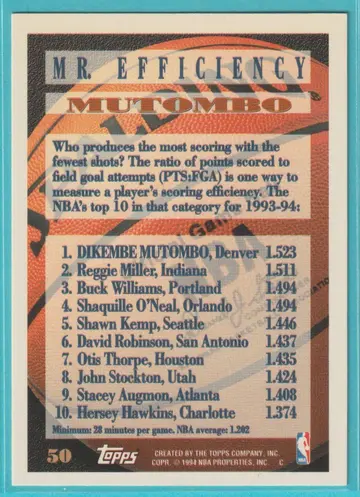 MR. EFFICIENCY
MUTOMBO
Who produces the most scoring with the
fewest shots? The ratio of points scored to
field goal attempts (PTS:FGA) is one way to
measure a player's scoring efficiency. The
NBA's top 10 in that category for 1993-94:
1. DIKEMBE MUTOMBO, Denver 1.523
2. Reggie Miller, Indiana 1.511
3. Buck Williams, Portland 1.494
4. Shaquille O'Neal, Orlando 1.494
5. Shawn Kemp, Seattle 1.446
6. David Robinson, San Antonio 1.437
7. Otis Thorpe, Houston 1.435
8. John Stockton, Utah 1.424
9. Stacey Augmon, Atlanta 1.408
10. Hersey Hawkins, Charlotte 1.374
Minimum: 28 minutes per game. NBA average: 1.202
50
Topps
CREATED BY THE TOPPS COMPANY, INC.
COPR. © 1994 NBA PROPERTIES, INC. C